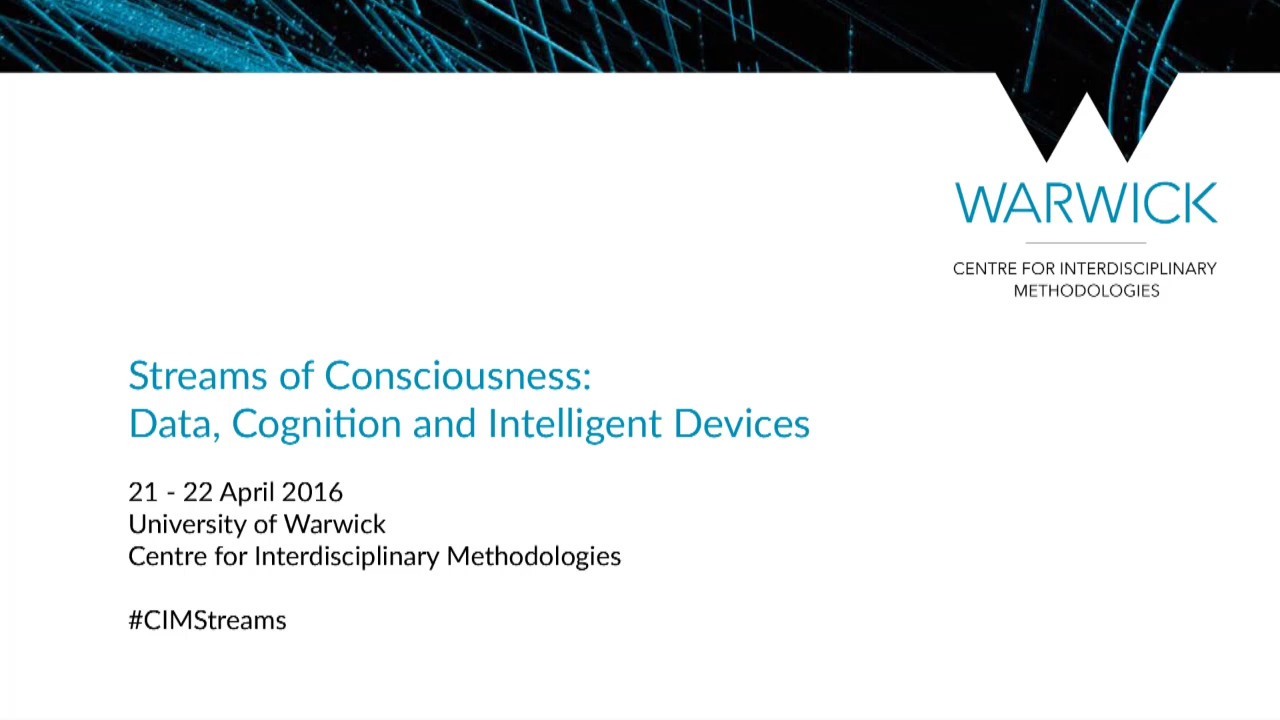 WARWICK
CENTRE FOR INTERDISCIPLINARY
METHODOLOGIES
Streams of Consciousness:
Data, Cognition and Intelligent Devices
21 - 22 April 2016
University of Warwick
Centre for Interdisciplinary Methodologies
#CIMStreams